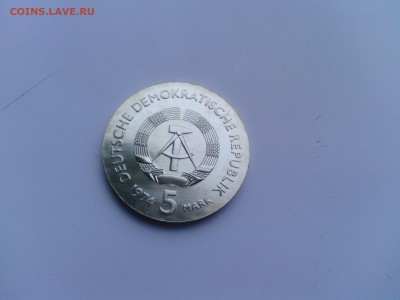 COINS.LAVE.RU
DEUTSCHE DEMOKRATISCHE REPUBLIK
1974 5 MARK